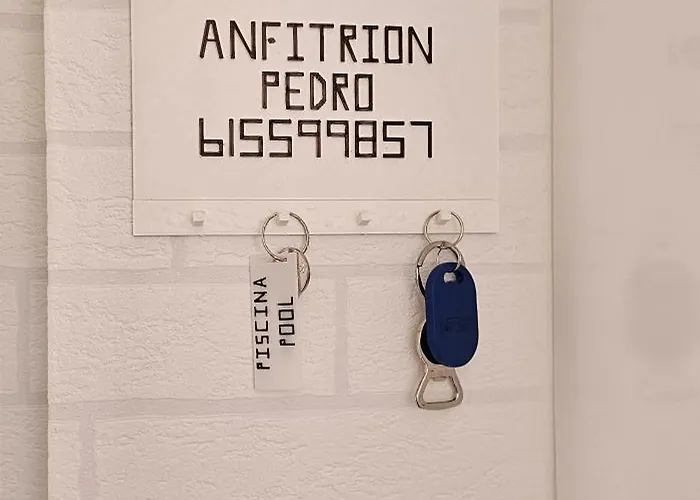 ANFITRION
PEDRO
615599857
PISCINA
POOL